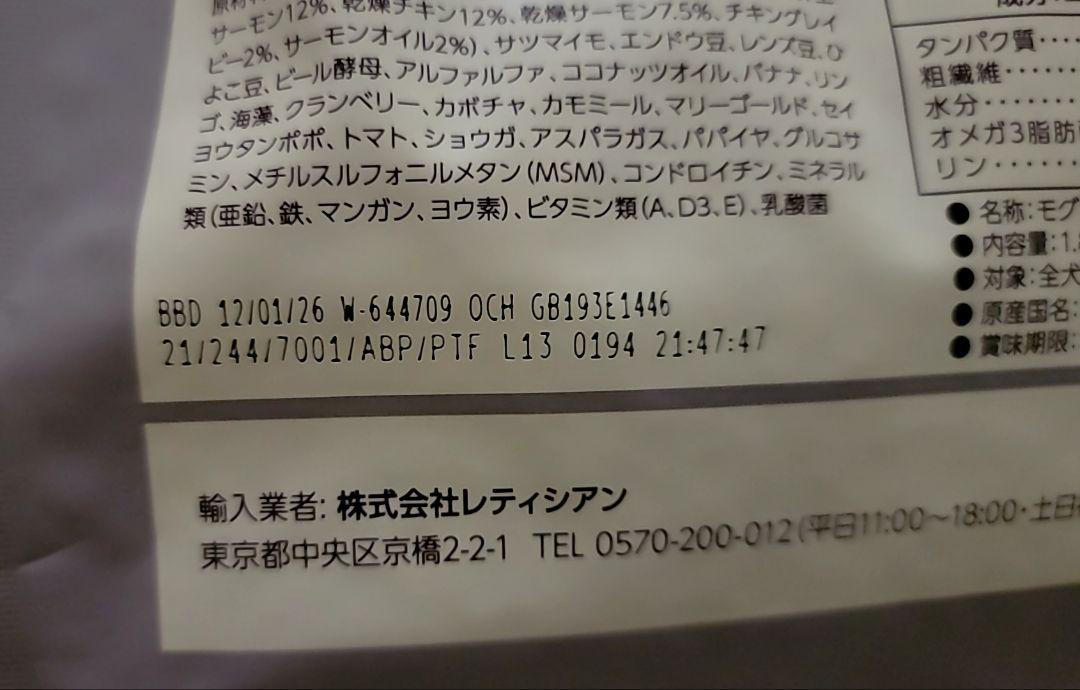 サーモン12%、乾燥チキン12%、乾燥サーモン7.5%、チキングレイ
ビー2%、サーモンオイル2%)、サツマイモ、エンドウ豆、レンズ豆、ひ
よこ豆、ビール酵母、アルファルファ、ココナッツオイル、バナナ、リン
ゴ、海藻、クランベリー、カボチャ、カモミール、マリーゴールド、セイ
ヨウタンポポ、トマト、ショウガ、アスパラガス、パパイヤ、グルコサ
ミン、メチルスルフォニルメタン(MSM)、コンドロイチン、ミネラル
類(亜鉛、鉄、マンガン、ヨウ素)、ビタミン類(A、D3、E)、乳酸菌
BBD 12/01/26 W-644709 OCH GB193E1446
21/244/7001/ABP/PTF L13 0194 21:47:47
タンパク質····
粗繊維·······
水分·········
オメガ3脂肪
リン·······
● 名称:モグ
● 内容量:1.
● 対象:全犬
● 原産国名:
● 賞味期限:
輸入業者: 株式会社レティシアン
東京都中央区京橋2-2-1 TEL 0570-200-012(平日11:00~18:00・土日